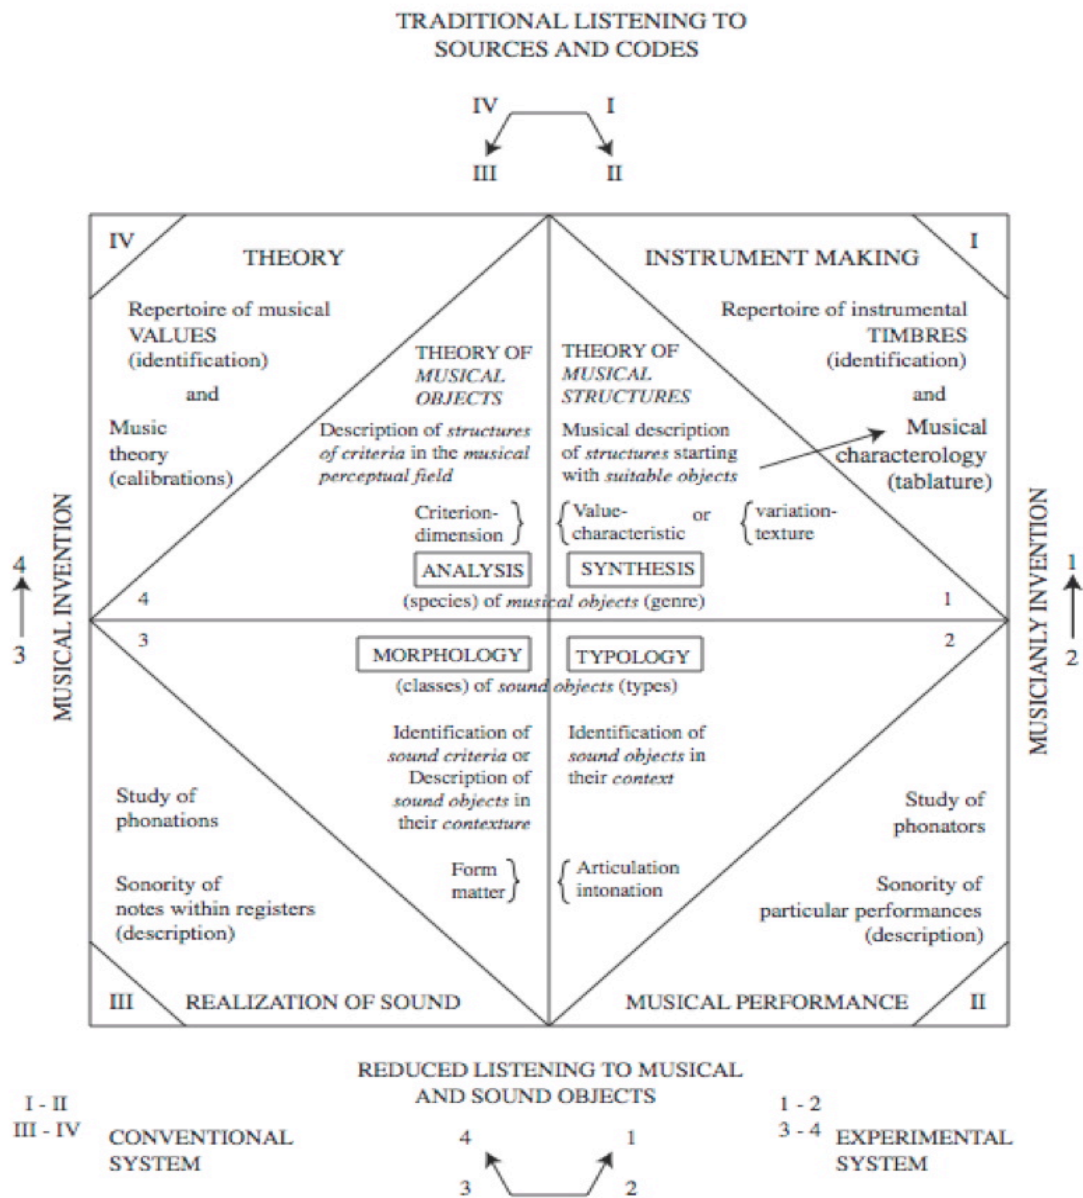 TRADITIONAL LISTENING TO
SOURCES AND CODES
IV I
III II
IV
THEORY
Repertoire of musical
VALUES
(identification)
and
Music
theory
(calibrations)
THEORY OF
MUSICAL
OBJECTS
Description of structures
of criteria in the musical
perceptual field
Criterion-
dimension
ANALYSIS
I
INSTRUMENT MAKING
Repertoire of instrumental
TIMBRES
(identification)
and
Musical
characterology
(tablature)
THEORY OF
MUSICAL
STRUCTURES
Musical description
of structures starting
with suitable objects
Value-
characteristic
or
variation-
texture
SYNTHESIS
(species) of musical objects (genre)
4 1
3 2
4
3
MUSICAL INVENTION
MUSICIANLY INVENTION
1
2
MORPHOLOGY TYPOLOGY
(classes) of sound objects (types)
Identification of
sound criteria or
Description of
sound objects in
their contexture
Form
matter
Study of
phonations
Sonority of
notes within registers
(description)
III
REALIZATION OF SOUND
Identification of
sound objects in
their context
Articulation
intonation
Study of
phonators
Sonority of
particular performances
(description)
MUSICAL PERFORMANCE
II
REDUCED LISTENING TO MUSICAL
AND SOUND OBJECTS
I - II
III - IV
CONVENTIONAL
SYSTEM
4 1
3 2
1 - 2
3 - 4
EXPERIMENTAL
SYSTEM